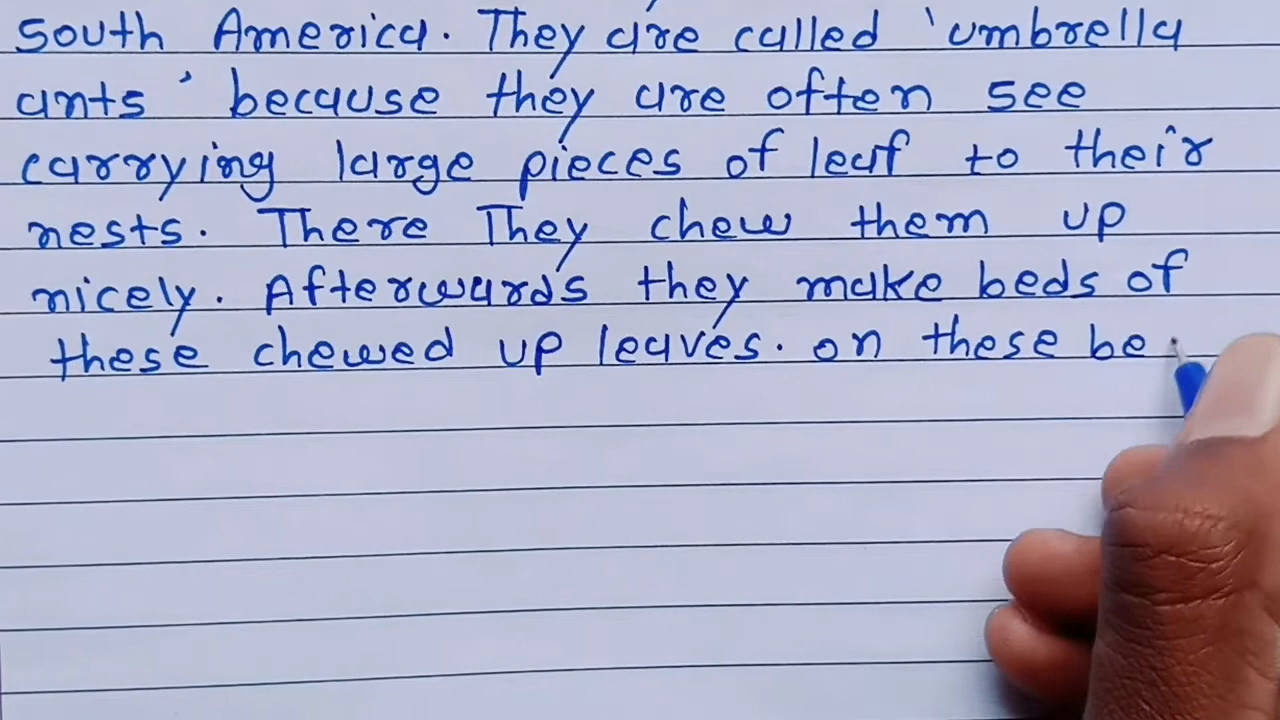 South America. They are called 'umbrella
ants' because they are often see
carrying large pieces of leaf to their
nests. There They chew them up
nicely. Afterwards they make beds of
these chewed up leaves. on these be